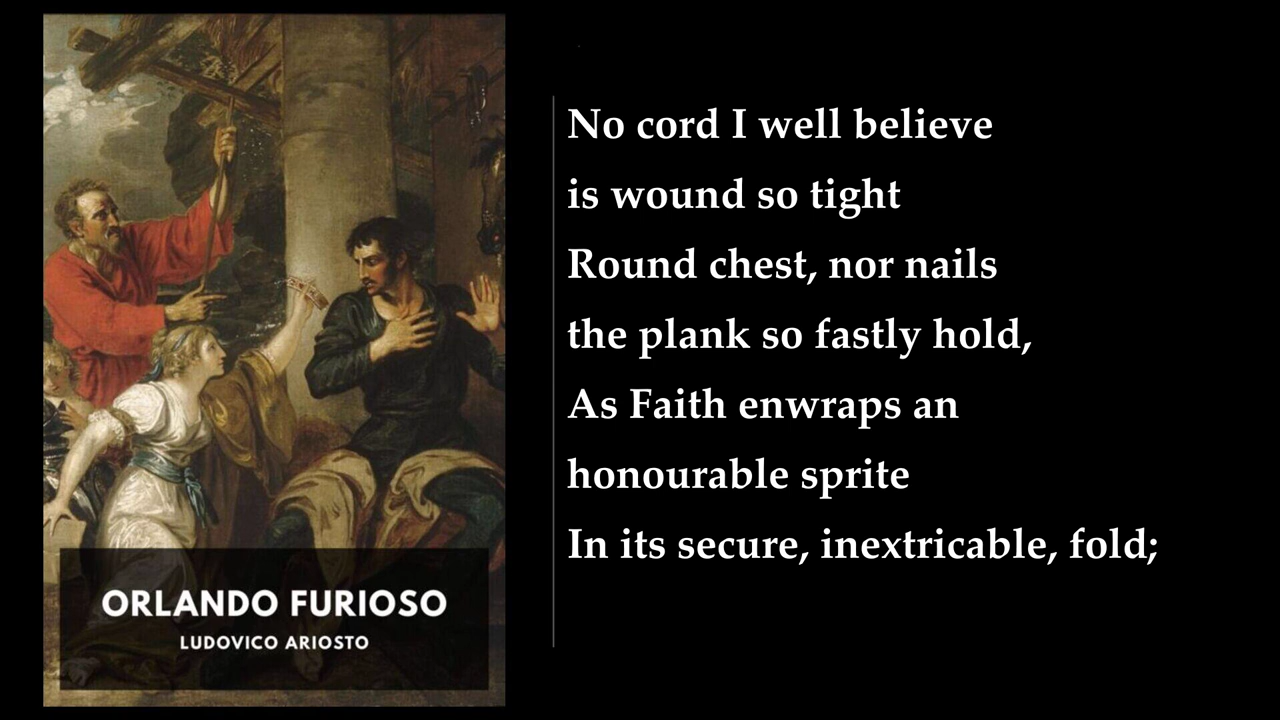 ORLANDO FURIOSO
LUDOVICO ARIOSTO
No cord I well believe
is wound so tight
Round chest, nor nails
the plank so fastly hold,
As Faith enwraps an
honourable sprite
In its secure, inextricable, fold;